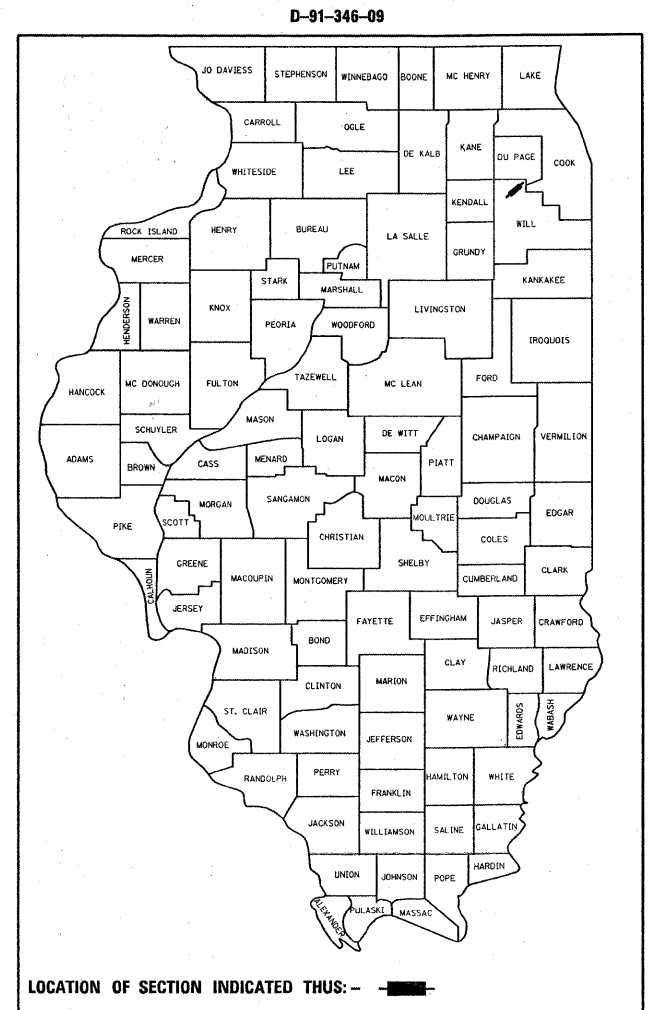 D-91-346-09
JO DAVIESS
STEPHENSON
WINNEBAGO
BOONE
MC HENRY
LAKE
CARROLL
OGLE
DE KALB
KANE
DU PAGE
COOK
WHITESIDE
LEE
KENDALL
WILL
ROCK ISLAND
HENRY
BUREAU
LA SALLE
GRUNDY
MERCER
PUTNAM
STARK
MARSHALL
KANKAKEE
HENDERSON
WARREN
KNOX
PEORIA
WOODFORD
LIVINGSTON
IROQUOIS
HANCOCK
MC DONOUGH
FULTON
TAZEWELL
MC LEAN
FORD
MASON
SCHUYLER
LOGAN
DE WITT
CHAMPAIGN
VERMILION
ADAMS
BROWN
CASS
MENARD
PIATT
MACON
MORGAN
SANGAMON
DOUGLAS
EDGAR
PIKE
SCOTT
CHRISTIAN
MOULTRIE
COLES
GREENE
MACOUPIN
MONTGOMERY
SHELBY
CUMBERLAND
CLARK
CALHOUN
JERSEY
FAYETTE
EFFINGHAM
JASPER
CRAWFORD
MADISON
BOND
CLAY
RICHLAND
LAWRENCE
CLINTON
MARION
ST. CLAIR
WAYNE
EDWARDS
WABASH
WASHINGTON
JEFFERSON
MONROE
RANDOLPH
PERRY
HAMILTON
WHITE
FRANKLIN
JACKSON
WILLIAMSON
SALINE
GALLATIN
UNION
JOHNSON
POPE
HARDIN
ALEXANDER
PULASKI
MASSAC
LOCATION OF SECTION INDICATED THUS:-